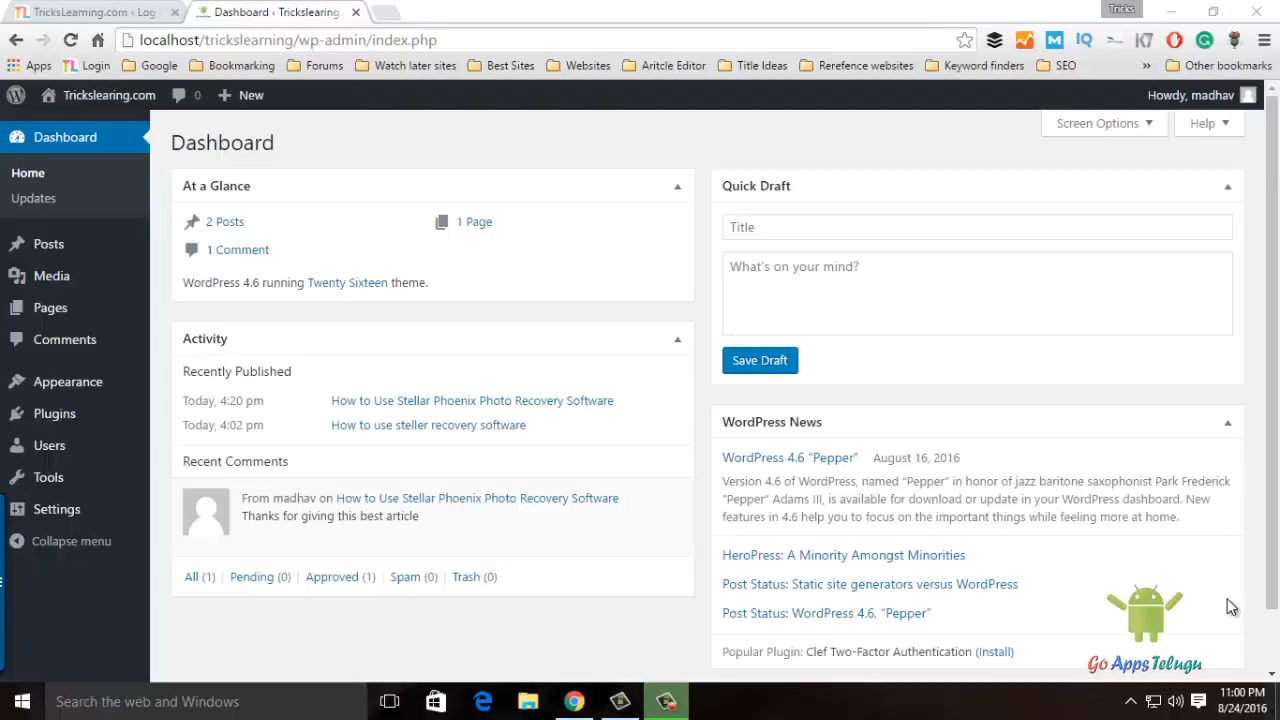 TricksLearning.com - Log
Dashboard ‹ Trickslearing.
Tricks
localhost/trickslearning/wp-admin/index.php
Apps
Login
Google
Bookmarking
Forums
Watch later sites
Best Sites
Websites
Aritcle Editor
Title Ideas
Rerefence websites
Keyword finders
SEO
»
Other bookmarks
Trickslearing.com
0
New
Howdy, madhav
Dashboard
Home
Updates
Posts
Media
Pages
Comments
Appearance
Plugins
Users
Tools
Settings
Collapse menu
Dashboard
Screen Options
Help
At a Glance
2 Posts
1 Page
1 Comment
WordPress 4.6 running Twenty Sixteen theme.
Activity
Recently Published
Today, 4:20 pm How to Use Stellar Phoenix Photo Recovery Software
Today, 4:02 pm How to use steller recovery software
Recent Comments
From madhav on How to Use Stellar Phoenix Photo Recovery Software
Thanks for giving this best article
All (1) | Pending (0) | Approved (1) | Spam (0) | Trash (0)
Quick Draft
Title
What's on your mind?
Save Draft
WordPress News
WordPress 4.6 “Pepper” August 16, 2016
Version 4.6 of WordPress, named “Pepper” in honor of jazz baritone saxophonist Park Frederick
“Pepper” Adams III, is available for download or update in your WordPress dashboard. New
features in 4.6 help you to focus on the important things while feeling more at home.
HeroPress: A Minority Amongst Minorities
Post Status: Static site generators versus WordPress
Post Status: WordPress 4.6, “Pepper”
Popular Plugin: Clef Two-Factor Authentication (Install)
Go Apps Telugu
Search the web and Windows
11:00 PM
8/24/2016